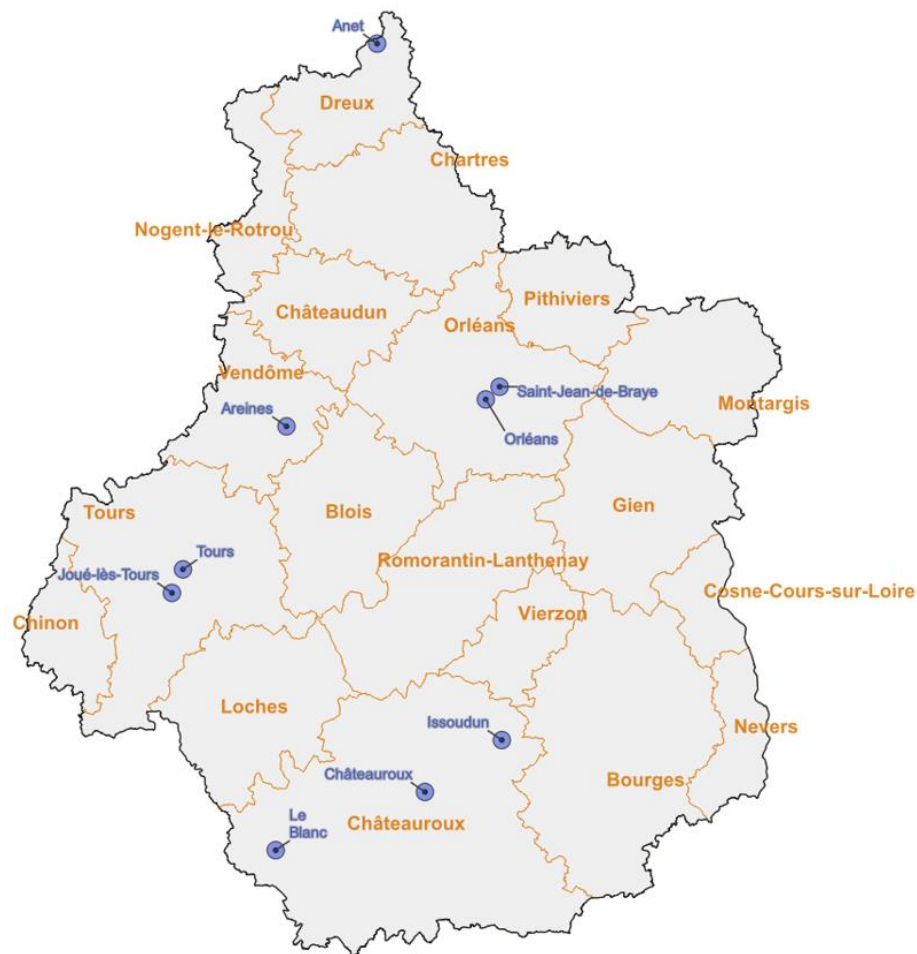 Anet
Dreux
Chartres
Nogent-le-Rotrou
Châteaudun
Pithiviers
Orléans
Vendôme
Saint-Jean-de-Braye
Montargis
Areines
Orléans
Tours
Blois
Gien
Tours
Romorantin-Lanthenay
Joué-lès-Tours
Cosne-Cours-sur-Loire
Chinon
Vierzon
Loches
Issoudun
Nevers
Châteauroux
Bourges
Le
Blanc
Châteauroux